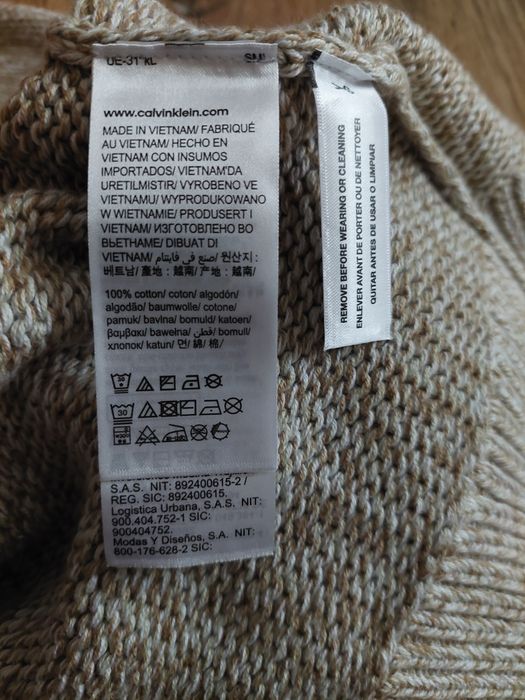 www.calvinklein.com
MADE IN VIETNAM/ FABRIQUÉ
AU VIETNAM/ HECHO EN
VIETNAM CON INSUMOS
IMPORTADOS/ VIETNAM'DA
URETILMISTIR/ VYROBENO VE
VIETNAMU/ WYPRODUKOWANO
W WIETNAMIE/ PRODUSERT I
VIETNAM/ ИЗГОТОВЛЕНО ВО
ВЬЕТНАМЕ/ DIBUAT DI
VIETNAM/ صنع في فايتنام/ 원산지 :
베트남/ 產地 : 越南/ 产地 : 越南/
100% cotton/ coton/ algodón/
algodão/ baumwolle/ cotone/
pamuk/ bavlna/ bomuld/ katoen/
βαμβακι/ bawełna/ قطن/ bomull/
хлопок/ katun/ 면/ 綿/ 棉/
30
30
S.A.S. NIT: 892400615-2 /
REG. SIC: 892400615.
Logistica Urbana, S.A. NIT:
900.404.752-1 SIC:
900404752.
Modas Y Diseños, S.A. NIT:
800-176-628-2 SIC:
REMOVE BEFORE WEARING OR CLEANING
ENLEVER AVANT DE PORTER OU DE NETTOYER
QUITAR ANTES DE USAR O LIMPIAR